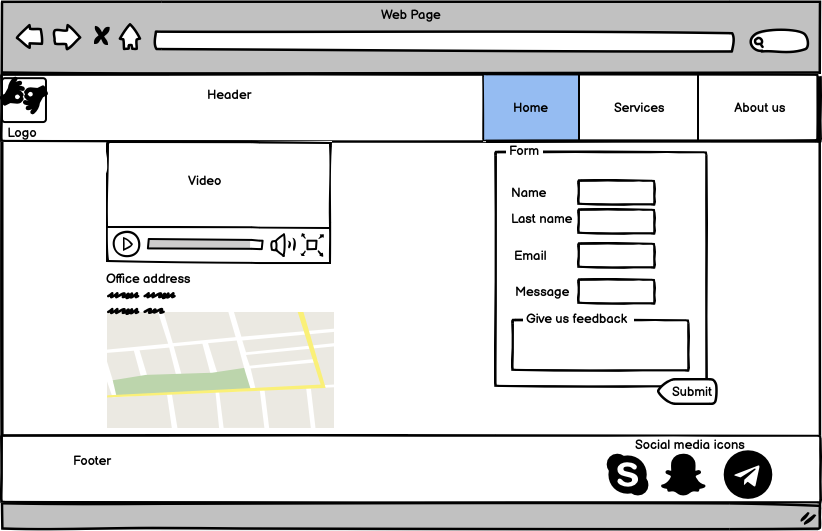 Web Page
Header
Logo
Home
Services
About us
Video
Form
Name
Last name
Email
Message
Give us feedback
Submit
Office address
Footer
Social media icons